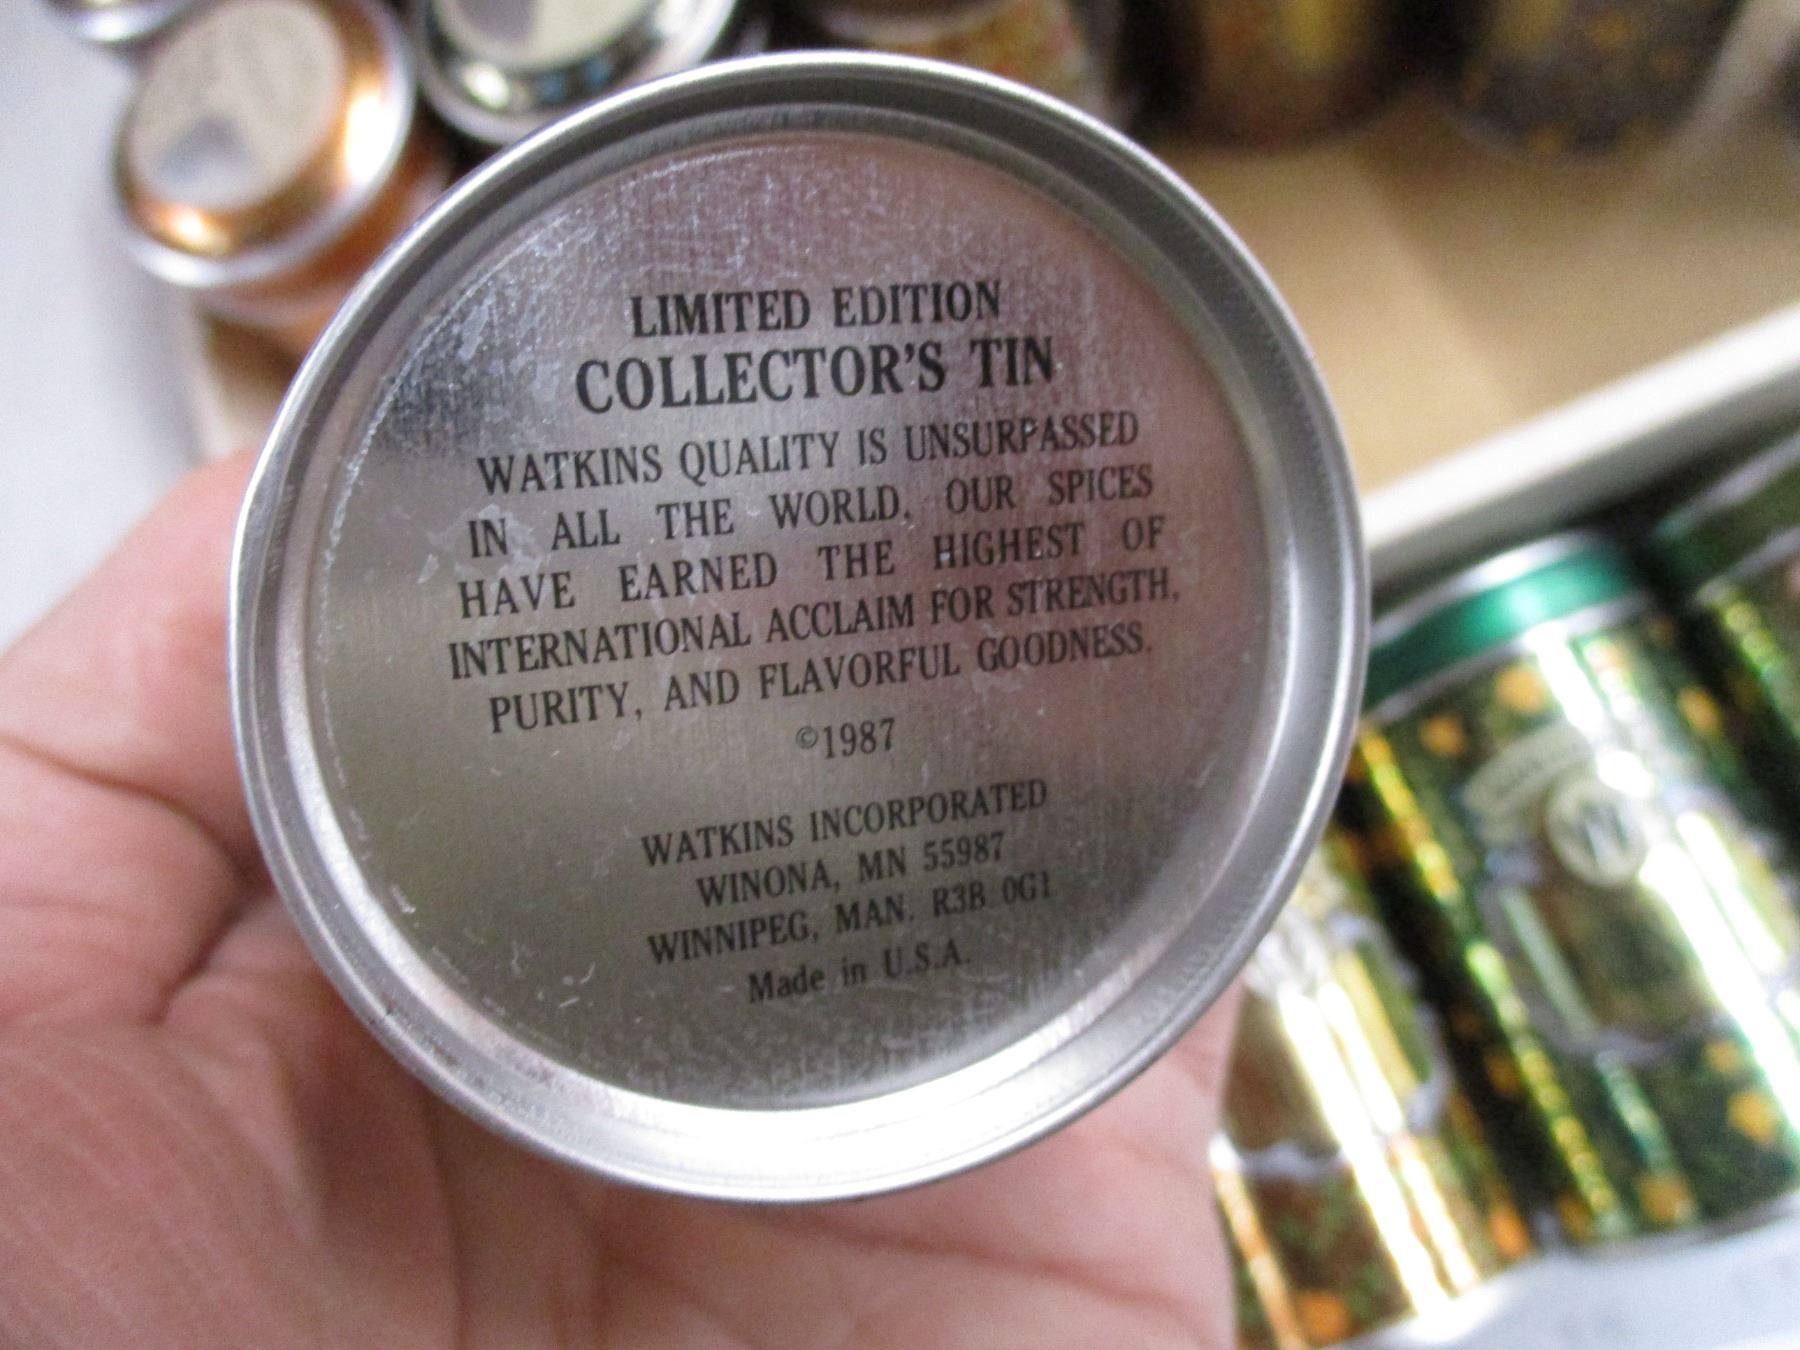 LIMITED EDITION
COLLECTOR'S TIN
WATKINS QUALITY IS UNSURPASSED
IN ALL THE WORLD. OUR SPICES
HAVE EARNED THE HIGHEST OF
INTERNATIONAL ACCLAIM FOR STRENGTH,
PURITY, AND FLAVORFUL GOODNESS.
©1987
WATKINS INCORPORATED
WINONA, MN 55987
WINNIPEG, MAN. R3B 0G1
Made in U.S.A.
W